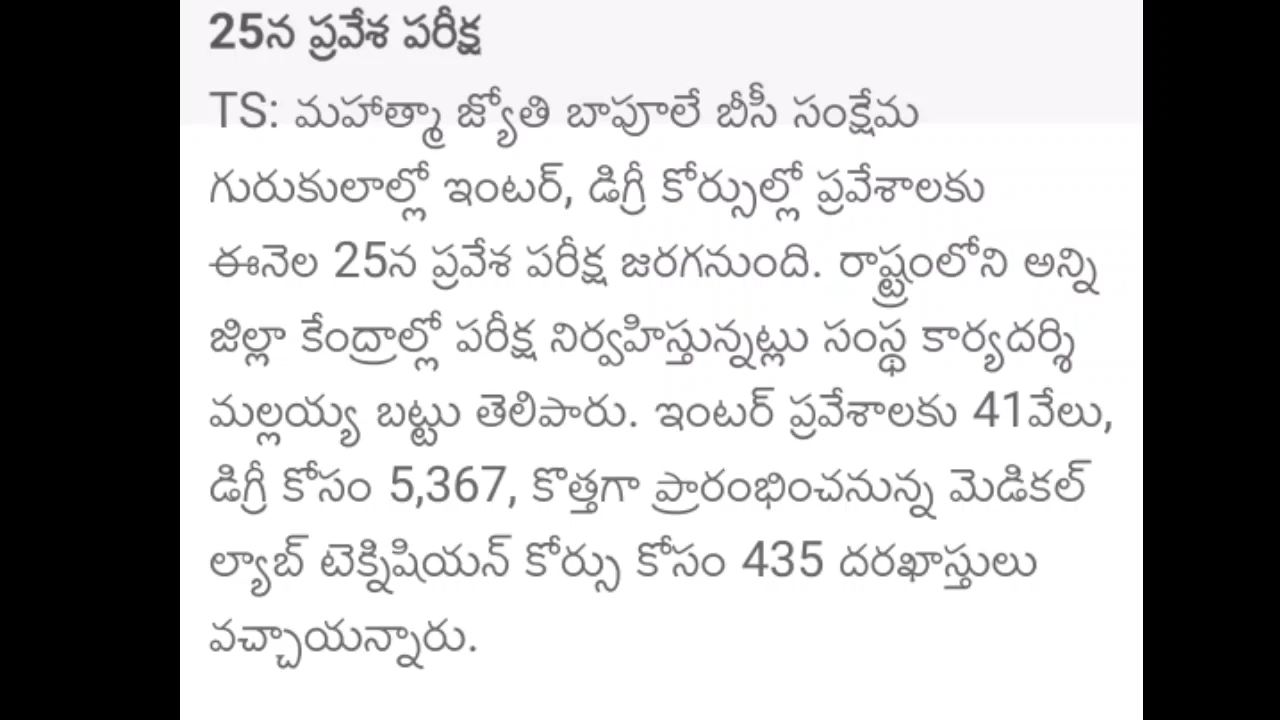 25న ప్రవేశ పరీక్ష
TS: మహాత్మా జ్యోతి బాపూలే బీసీ సంక్షేమ
గురుకులాల్లో ఇంటర్, డిగ్రీ కోర్సుల్లో ప్రవేశాలకు
ఈనెల 25న ప్రవేశ పరీక్ష జరగనుంది. రాష్ట్రంలోని అన్ని
జిల్లా కేంద్రాల్లో పరీక్ష నిర్వహిస్తున్నట్లు సంస్థ కార్యదర్శి
మల్లయ్య బట్టు తెలిపారు. ఇంటర్ ప్రవేశాలకు 41వేలు,
డిగ్రీ కోసం 5,367, కొత్తగా ప్రారంభించనున్న మెడికల్
ల్యాబ్ టెక్నిషియన్ కోర్సు కోసం 435 దరఖాస్తులు
వచ్చాయన్నారు.